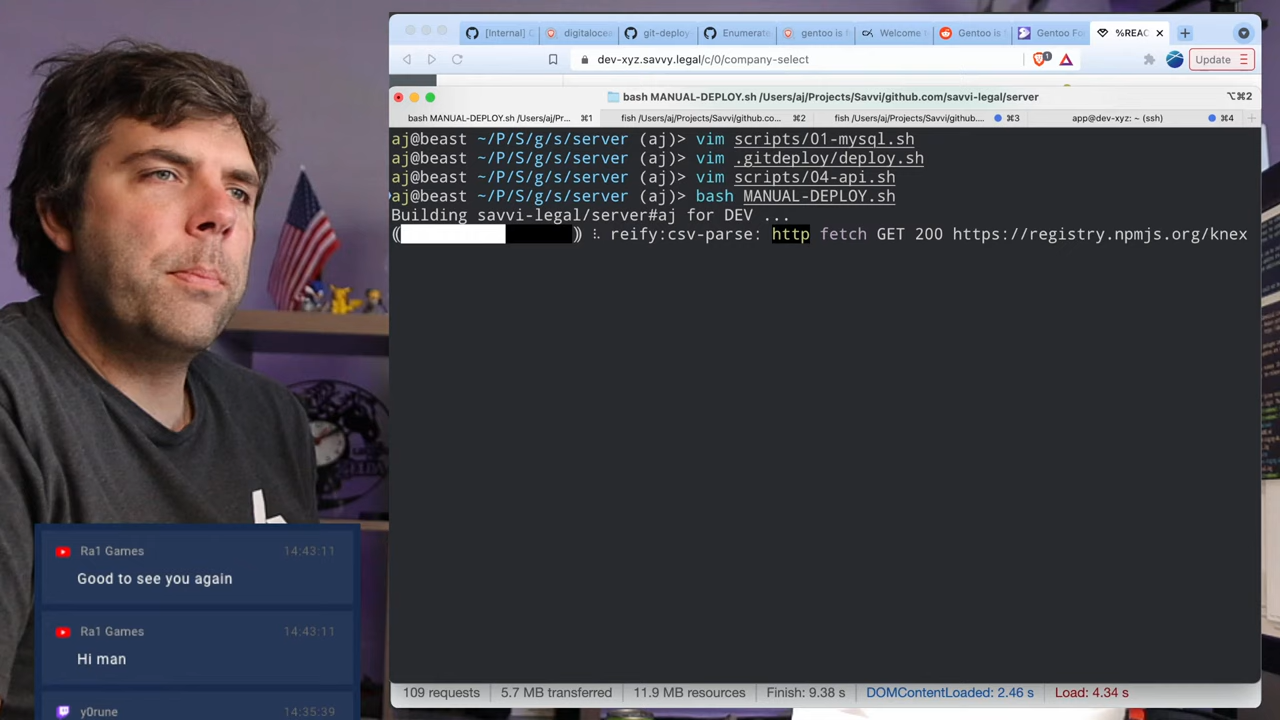 [Internal] C
digitalocea
git-deploy
Enumerate
gentoo is f
Welcome t
Gentoo is
Gentoo Fo
%REAC
dev-xyz.savvy.legal/c/0/company-select
1
Update
bash MANUAL-DEPLOY.sh /Users/aj/Projects/Savvi/github.com/savvi-legal/server
⌥⌘2
bash MANUAL-DEPLOY.sh /Users/aj/Pr... ⌘1
fish /Users/aj/Projects/Savvi/github.co... ⌘2
fish /Users/aj/Projects/Savvi/github.... ⌘3
app@dev-xyz: ~ (ssh) ⌘4
aj@beast ~/P/S/g/s/server (aj)> vim scripts/01-mysql.sh
aj@beast ~/P/S/g/s/server (aj)> vim .gitdeploy/deploy.sh
aj@beast ~/P/S/g/s/server (aj)> vim scripts/04-api.sh
aj@beast ~/P/S/g/s/server (aj)> bash MANUAL-DEPLOY.sh
Building savvi-legal/server#aj for DEV ...
reify:csv-parse: http fetch GET 200 https://registry.npmjs.org/knex
109 requests
5.7 MB transferred
11.9 MB resources
Finish: 9.38 s
DOMContentLoaded: 2.46 s
Load: 4.34 s
Ra1 Games 14:43:11
Good to see you again
Ra1 Games 14:43:11
Hi man
y0rune 14:35:39